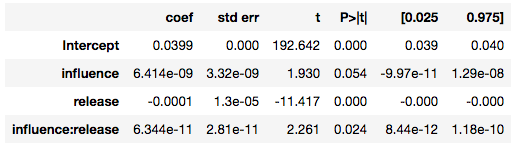 coef std err t P>|t| [0.025 0.975]
Intercept 0.0399 0.000 192.642 0.000 0.039 0.040
influence 6.414e-09 3.32e-09 1.930 0.054 -9.97e-11 1.29e-08
release -0.0001 1.3e-05 -11.417 0.000 -0.000 -0.000
influence:release 6.344e-11 2.81e-11 2.261 0.024 8.44e-12 1.18e-10